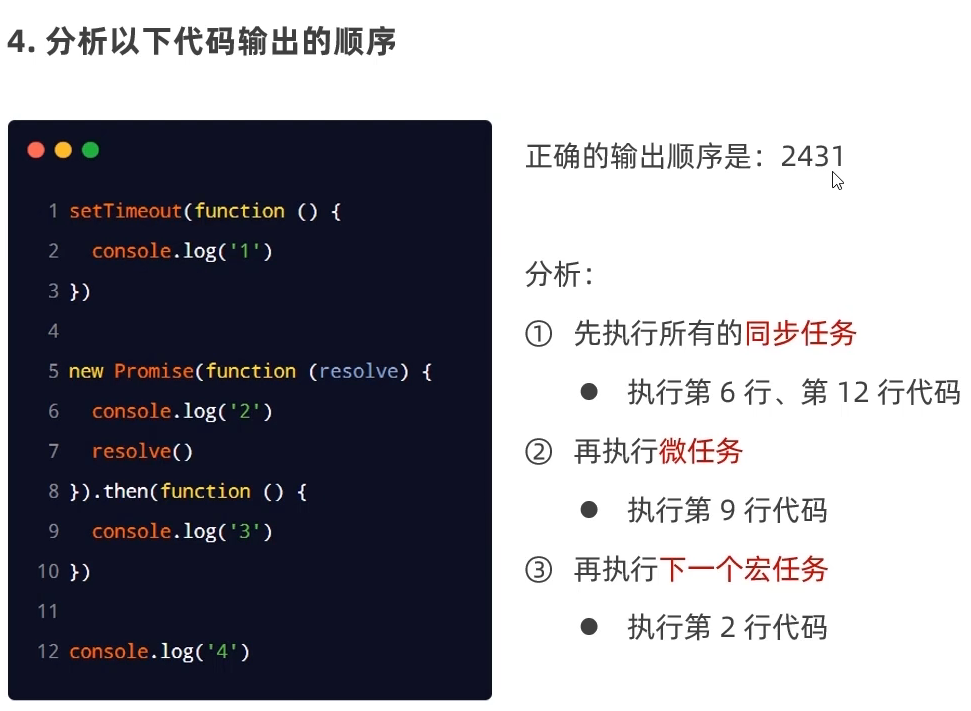 4. 分析以下代码输出的顺序
1 setTimeout(function () {
2 console.log('1')
3 })
4
5 new Promise(function (resolve) {
6 console.log('2')
7 resolve()
8 }).then(function () {
9 console.log('3')
10 })
11
12 console.log('4')
正确的输出顺序是：2431
分析：
① 先执行所有的同步任务
● 执行第 6 行、第 12 行代码
② 再执行微任务
● 执行第 9 行代码
③ 再执行下一个宏任务
● 执行第 2 行代码